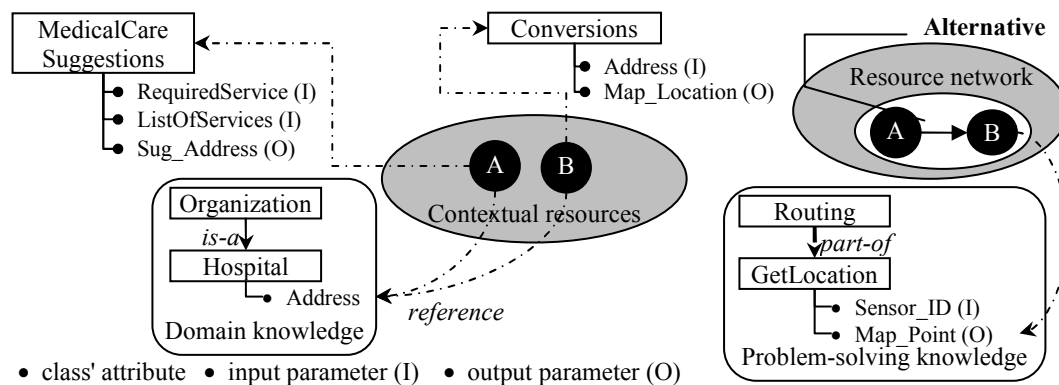 MedicalCare
Suggestions
RequiredService (I)
ListOfServices (I)
Sug_Address (O)
Conversions
Address (I)
Map_Location (O)
Alternative
Resource network
A
B
A
B
Contextual resources
Organization
is-a
Hospital
Address
Domain knowledge
reference
Routing
part-of
GetLocation
Sensor_ID (I)
Map_Point (O)
Problem-solving knowledge
• class' attribute • input parameter (I) • output parameter (O)